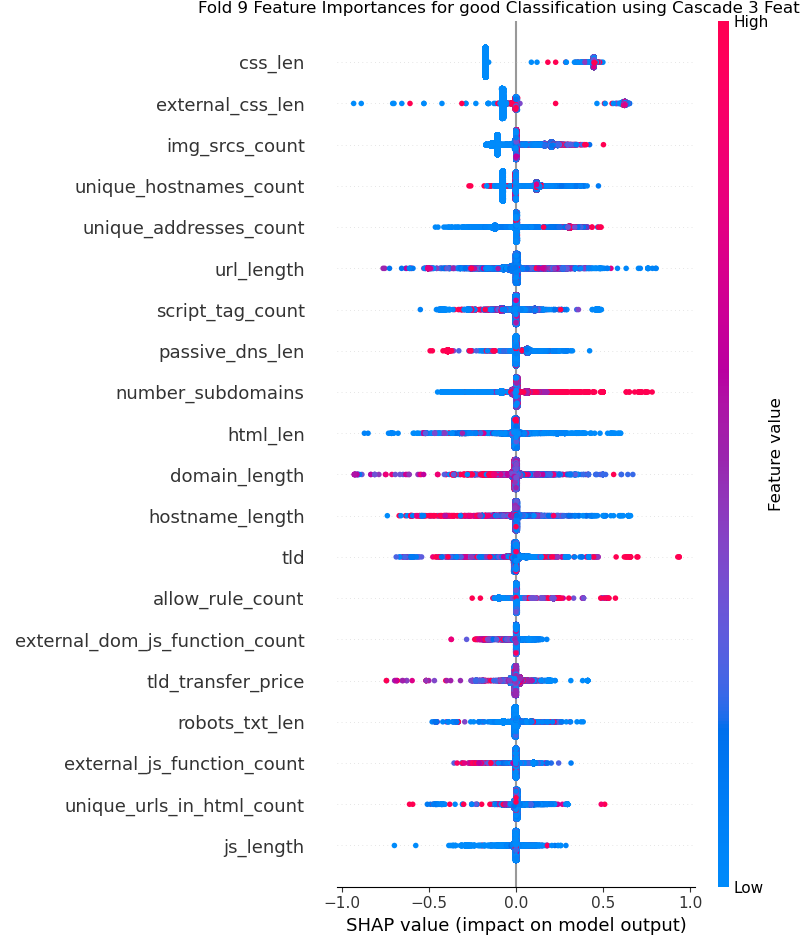 Fold 9 Feature Importances for good Classification using Cascade 3 Feat
High
css_len
external_css_len
img_srcs_count
unique_hostnames_count
unique_addresses_count
url_length
script_tag_count
passive_dns_len
number_subdomains
html_len
domain_length
hostname_length
tld
allow_rule_count
external_dom_js_function_count
tld_transfer_price
robots_txt_len
external_js_function_count
unique_urls_in_html_count
js_length
Feature value
Low
−1.0 −0.5 0.0 0.5 1.0
SHAP value (impact on model output)